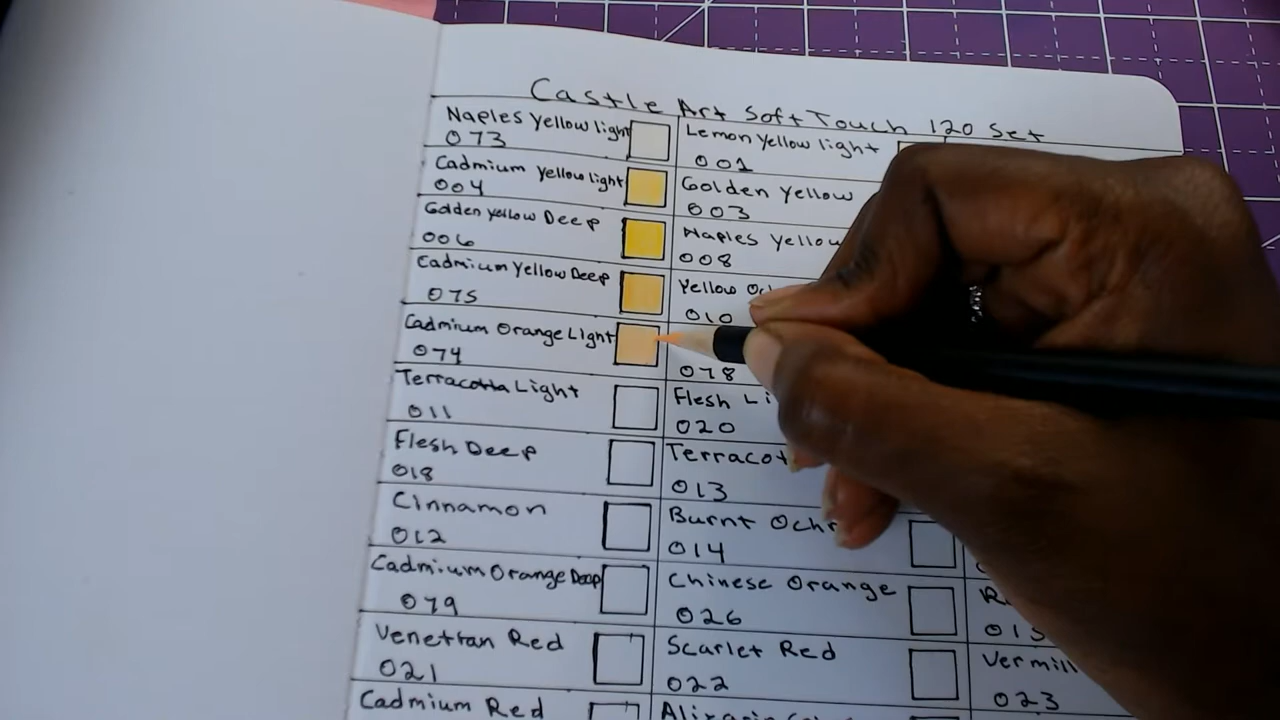 Castle Art Soft Touch 120 Set
Naples Yellow light
073
Lemon Yellow light
001
Cadmium Yellow light
004
Golden Yellow
003
Golden Yellow Deep
006
Naples Yellow
008
Cadmium Yellow Deep
075
Yellow
010
Cadmium Orange Light
074
078
Terracotta Light
011
Flesh
020
Flesh Deep
018
013
Cinnamon
012
Burnt
014
Cadmium Orange Deep
079
Chinese Orange
026
015
Venetian Red
021
Scarlet Red
022
023
Cadmium Red